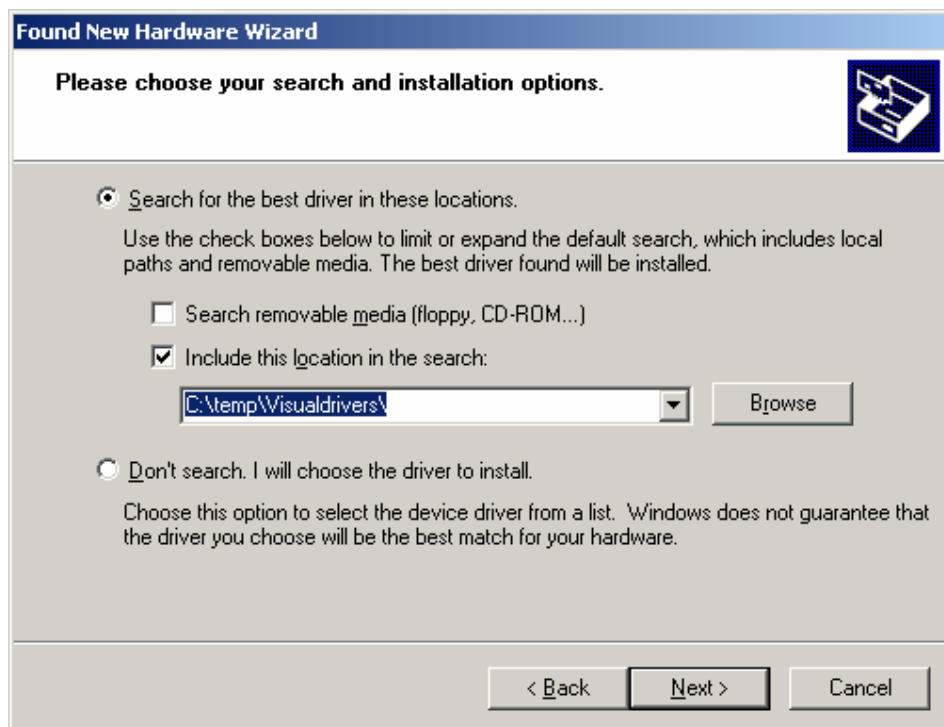 Found New Hardware Wizard
Please choose your search and installation options.
Search for the best driver in these locations.
Use the check boxes below to limit or expand the default search, which includes local
paths and removable media. The best driver found will be installed.
Search removable media (floppy, CD-ROM...)
Include this location in the search:
C:\temp\Visualdrivers\
Browse
Don't search. I will choose the driver to install.
Choose this option to select the device driver from a list. Windows does not guarantee that
the driver you choose will be the best match for your hardware.
< Back
Next >
Cancel